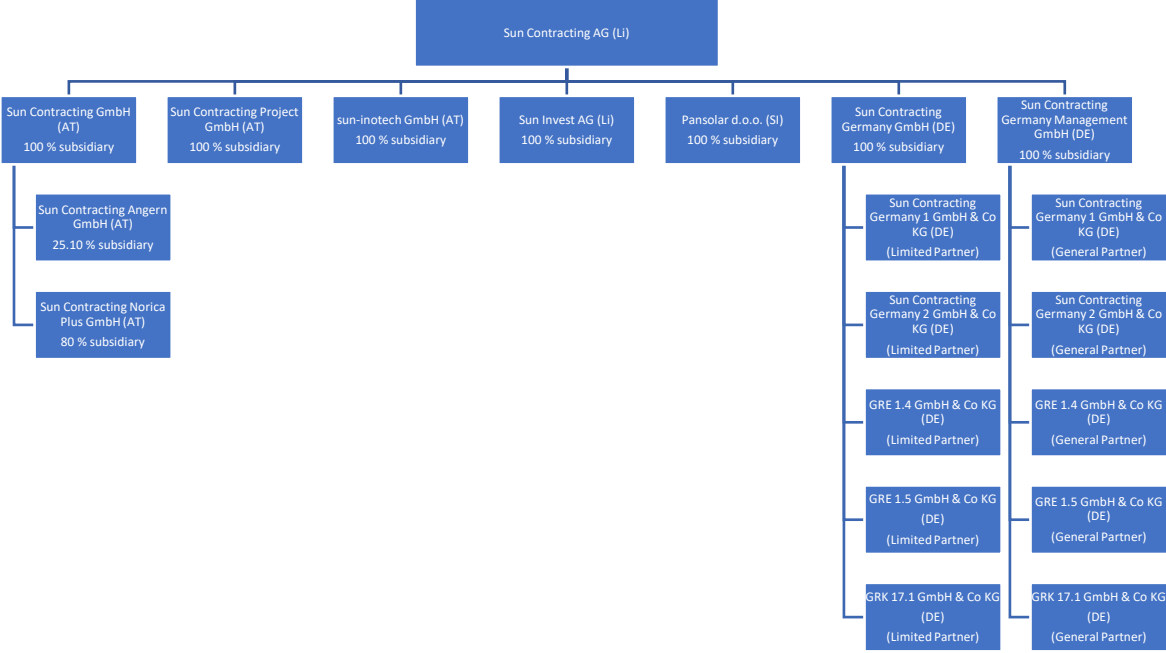 Sun Contracting AG (Li)
Sun Contracting GmbH
(AT)
100 % subsidiary
Sun Contracting Project
GmbH (AT)
100 % subsidiary
sun-inotech GmbH (AT)
100 % subsidiary
Sun Invest AG (Li)
100 % subsidiary
Pansolar d.o.o. (SI)
100 % subsidiary
Sun Contracting
Germany GmbH (DE)
100 % subsidiary
Sun Contracting
Germany Management
GmbH (DE)
100 % subsidiary
Sun Contracting Angern
GmbH (AT)
25.10 % subsidiary
Sun Contracting Norica
Plus GmbH (AT)
80 % subsidiary
Sun Contracting
Germany 1 GmbH & Co
KG (DE)
(Limited Partner)
Sun Contracting
Germany 2 GmbH & Co
KG (DE)
(Limited Partner)
GRE 1.4 GmbH & Co KG
(DE)
(Limited Partner)
GRE 1.5 GmbH & Co KG
(DE)
(Limited Partner)
GRK 17.1 GmbH & Co KG
(DE)
(Limited Partner)
Sun Contracting
Germany 1 GmbH & Co
KG (DE)
(General Partner)
Sun Contracting
Germany 2 GmbH & Co
KG (DE)
(General Partner)
GRE 1.4 GmbH & Co KG
(DE)
(General Partner)
GRE 1.5 GmbH & Co KG
(DE)
(General Partner)
GRK 17.1 GmbH & Co KG
(DE)
(General Partner)